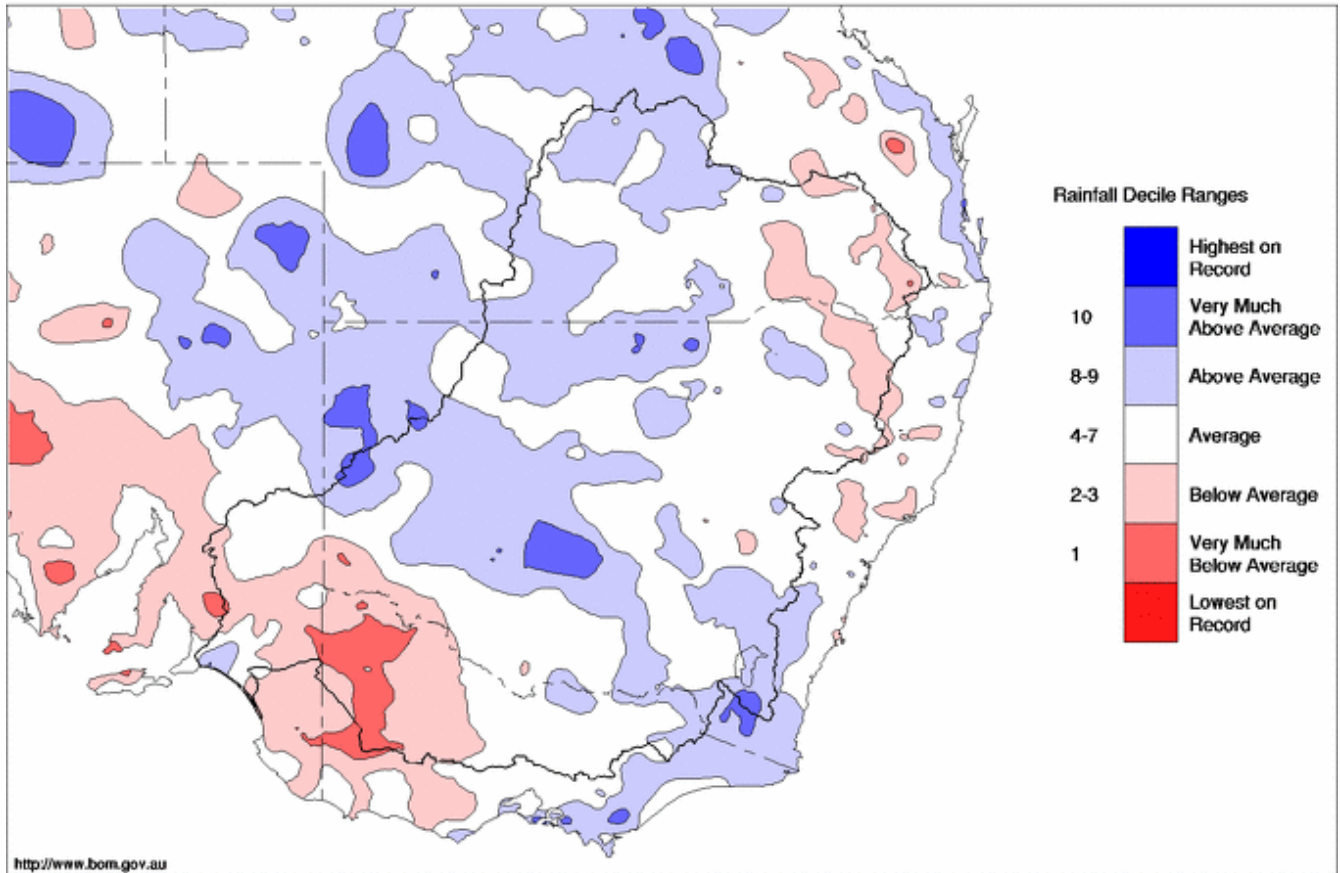 Rainfall Decile Ranges
Highest on
Record
10
Very Much
Above Average
8-9
Above Average
4-7
Average
2-3
Below Average
1
Very Much
Below Average
Lowest on
Record
http://www.bom.gov.au